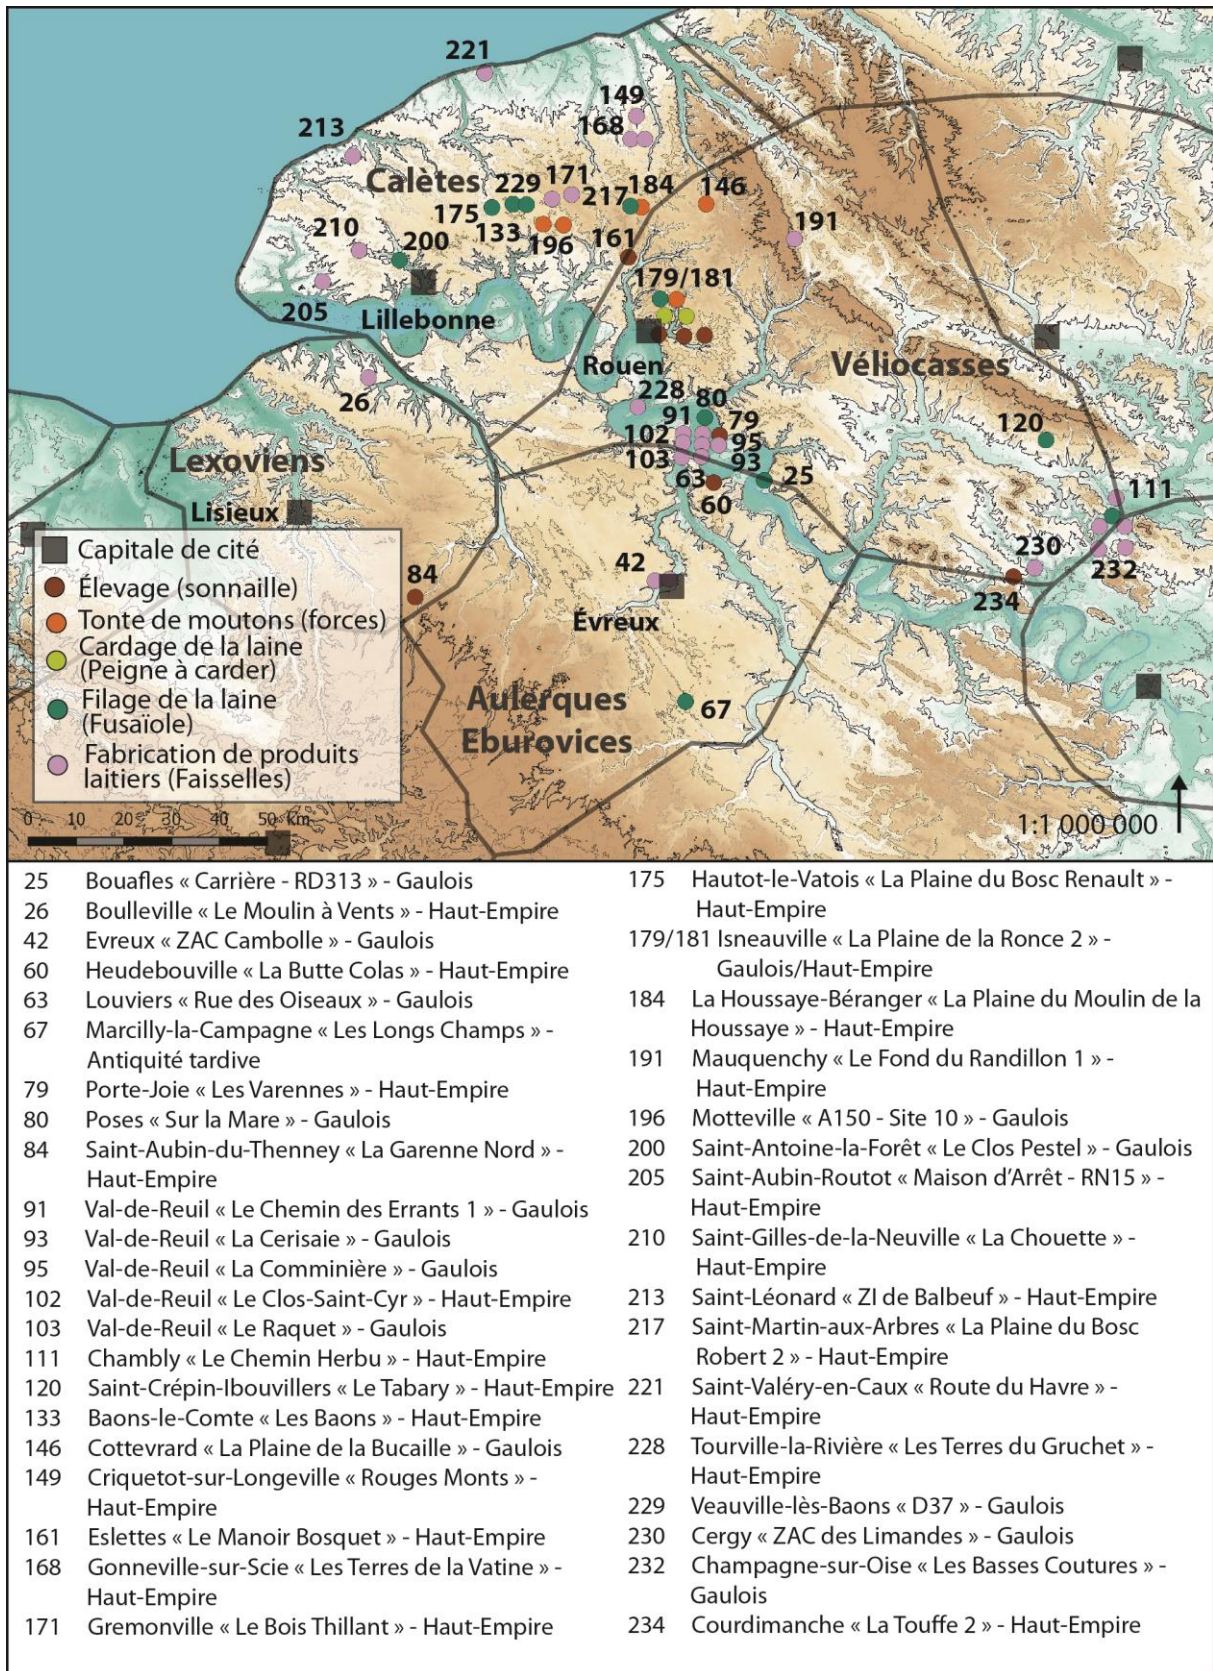 221
149
168
213
Calètes
229
171
217
184
146
175
133
196
161
191
210
200
205
Lillebonne
179/181
Rouen
Véliocasses
228
80
91
79
26
102
95
120
103
93
Lexoviens
63
25
60
111
Lisieux
42
230
232
84
234
Évreux
Aulerques
Eburovices
67
Capitale de cité
Élevage (sonnaille)
Tonte de moutons (forces)
Cardage de la laine
(Peigne à carder)
Filage de la laine
(Fusaïole)
Fabrication de produits
laitiers (Faisselles)
0 10 20 30 40 50 km
1:1 000 000
25 Bouafles « Carrière - RD313 » - Gaulois
26 Boulleville « Le Moulin à Vents » - Haut-Empire
42 Evreux « ZAC Cambolle » - Gaulois
60 Heudebouville « La Butte Colas » - Haut-Empire
63 Louviers « Rue des Oiseaux » - Gaulois
67 Marcilly-la-Campagne « Les Longs Champs » -
Antiquité tardive
79 Porte-Joie « Les Varennes » - Haut-Empire
80 Poses « Sur la Mare » - Gaulois
84 Saint-Aubin-du-Thenney « La Garenne Nord » -
Haut-Empire
91 Val-de-Reuil « Le Chemin des Errants 1 » - Gaulois
93 Val-de-Reuil « La Cerisaie » - Gaulois
95 Val-de-Reuil « La Comminière » - Gaulois
102 Val-de-Reuil « Le Clos-Saint-Cyr » - Haut-Empire
103 Val-de-Reuil « Le Raquet » - Gaulois
111 Chambly « Le Chemin Herbu » - Haut-Empire
120 Saint-Crépin-Ibouvillers « Le Tabary » - Haut-Empire
133 Baons-le-Comte « Les Baons » - Haut-Empire
146 Cottevrard « La Plaine de la Bucaille » - Gaulois
149 Criquetot-sur-Longeville « Rouges Monts » -
Haut-Empire
161 Eslettes « Le Manoir Bosquet » - Haut-Empire
168 Gonneville-sur-Scie « Les Terres de la Vatine » -
Haut-Empire
171 Gremonville « Le Bois Thillant » - Haut-Empire
175 Hautot-le-Vatois « La Plaine du Bosc Renault » -
Haut-Empire
179/181 Isneauville « La Plaine de la Ronce 2 » -
Gaulois/Haut-Empire
184 La Houssaye-Béranger « La Plaine du Moulin de la
Houssaye » - Haut-Empire
191 Mauquenchy « Le Fond du Randillon 1 » -
Haut-Empire
196 Motteville « A150 - Site 10 » - Gaulois
200 Saint-Antoine-la-Forêt « Le Clos Pestel » - Gaulois
205 Saint-Aubin-Routot « Maison d'Arrêt - RN15 » -
Haut-Empire
210 Saint-Gilles-de-la-Neuville « La Chouette » -
Haut-Empire
213 Saint-Léonard « ZI de Balbeuf » - Haut-Empire
217 Saint-Martin-aux-Arbres « La Plaine du Bosc
Robert 2 » - Haut-Empire
221 Saint-Valéry-en-Caux « Route du Havre » -
Haut-Empire
228 Tourville-la-Rivière « Les Terres du Gruchet » -
Haut-Empire
229 Veauville-lès-Baons « D37 » - Gaulois
230 Cergy « ZAC des Limandes » - Gaulois
232 Champagne-sur-Oise « Les Basses Coutures » -
Gaulois
234 Courdimanche « La Touffe 2 » - Haut-Empire